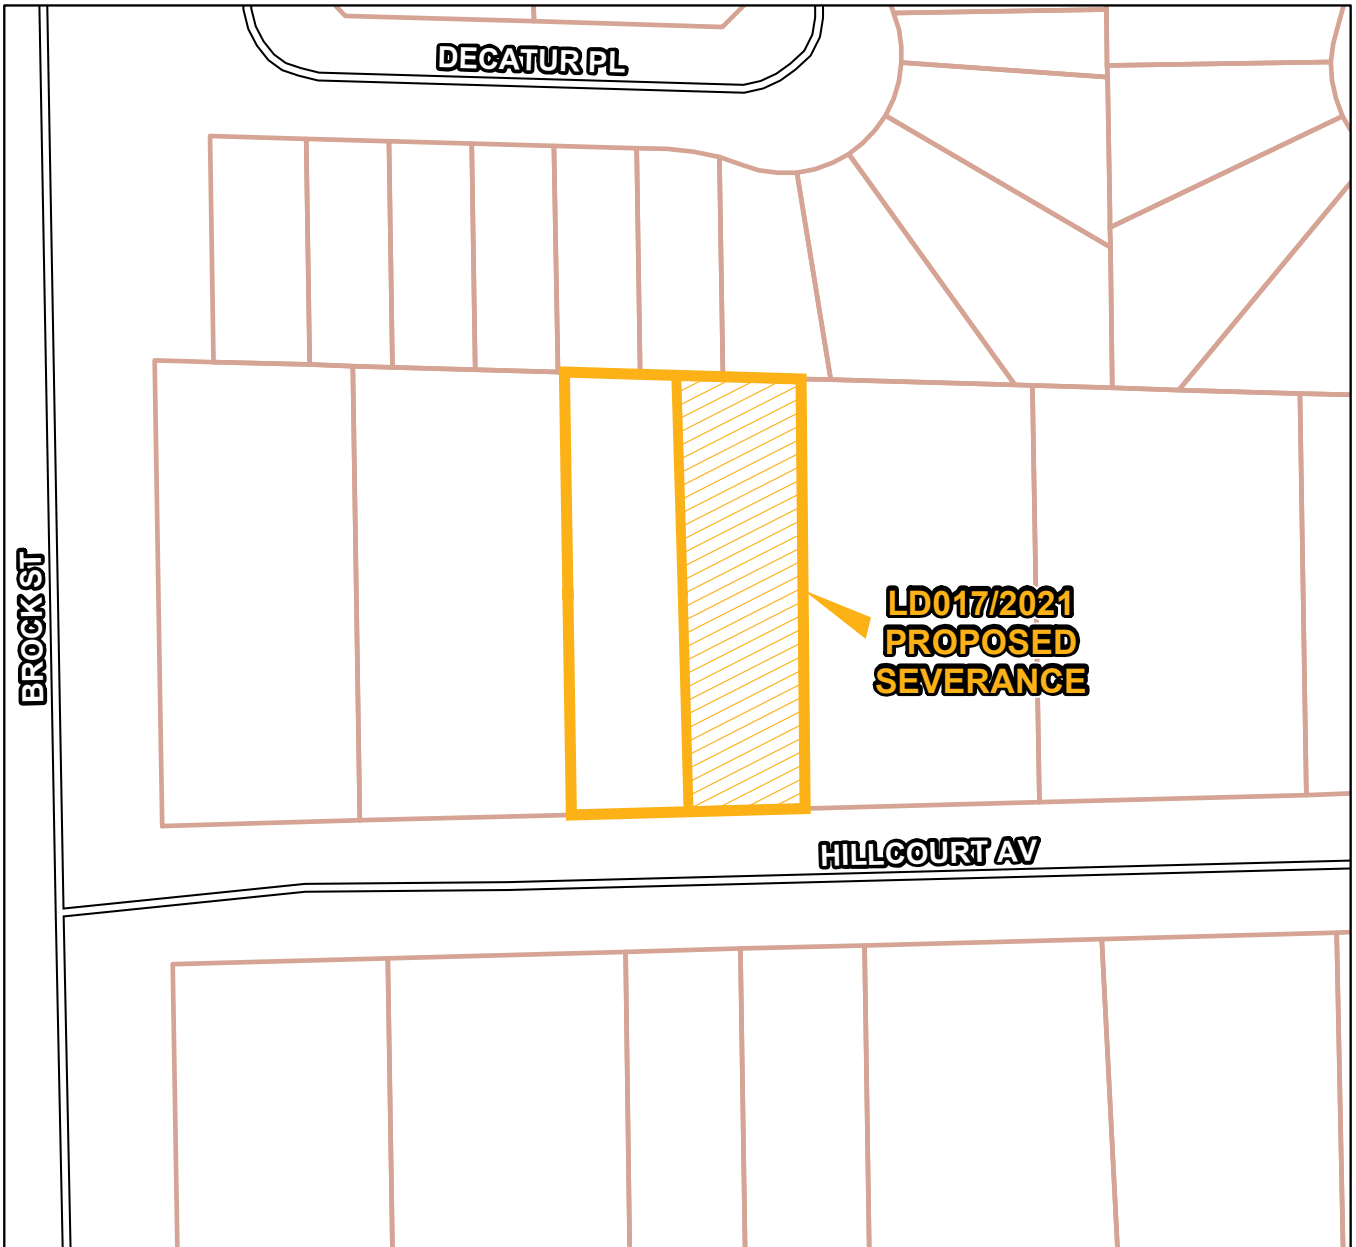 DECATUR PL
BROCK ST
LD017/2021
PROPOSED
SEVERANCE
HILLCOURT AV